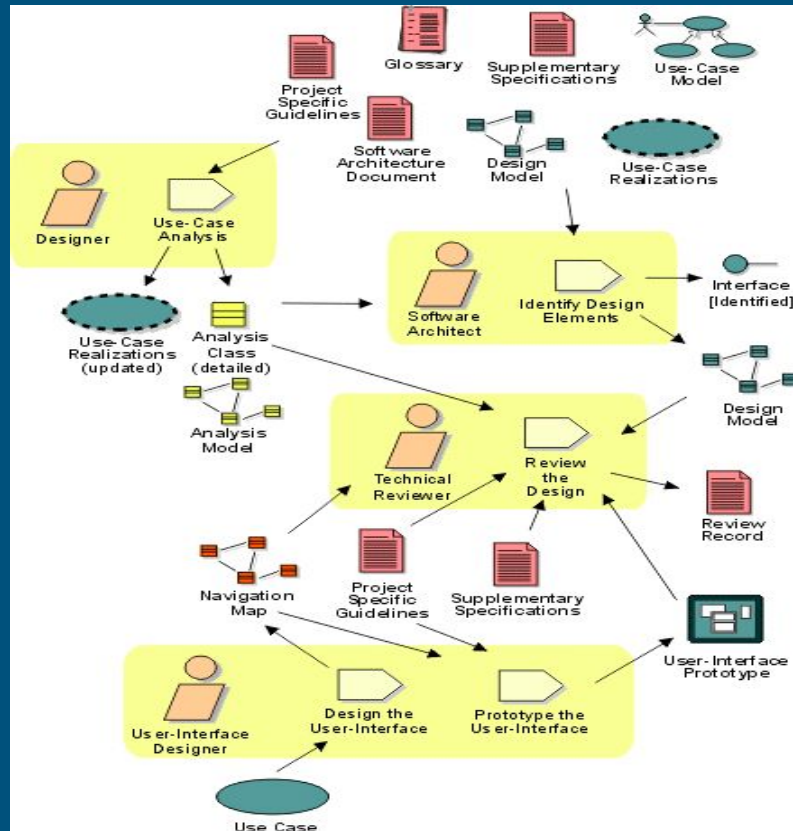 Glossary
Supplementary
Specifications
Use-Case
Model
Project
Specific
Guidelines
Software
Architecture
Document
Design
Model
Use-Case
Realizations
Designer
Use-Case
Analysis
Software
Architect
Identify Design
Elements
Interface
[Identified]
Use-Case
Realizations
(updated)
Analysis
Class
(detailed)
Analysis
Model
Design
Model
Technical
Reviewer
Review
the
Design
Review
Record
Navigation
Map
Project
Specific
Guidelines
Supplementary
Specifications
User-Interface
Prototype
User-Interface
Designer
Design the
User-Interface
Prototype the
User-Interface
Use Case